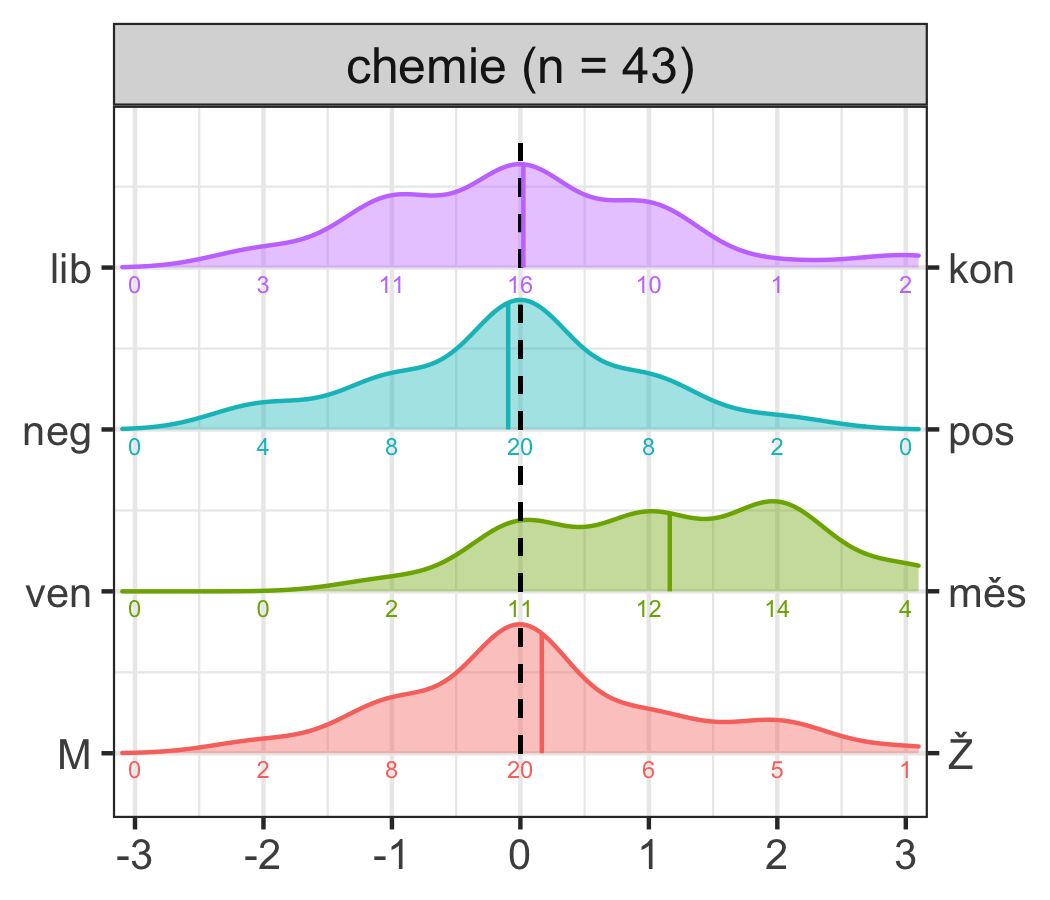 chemie (n = 43)
lib kon
0 3 11 16 10 1 2
neg pos
0 4 8 20 8 2 0
ven měs
0 0 2 11 12 14 4
M Ž
0 2 8 20 6 5 1
-3 -2 -1 0 1 2 3